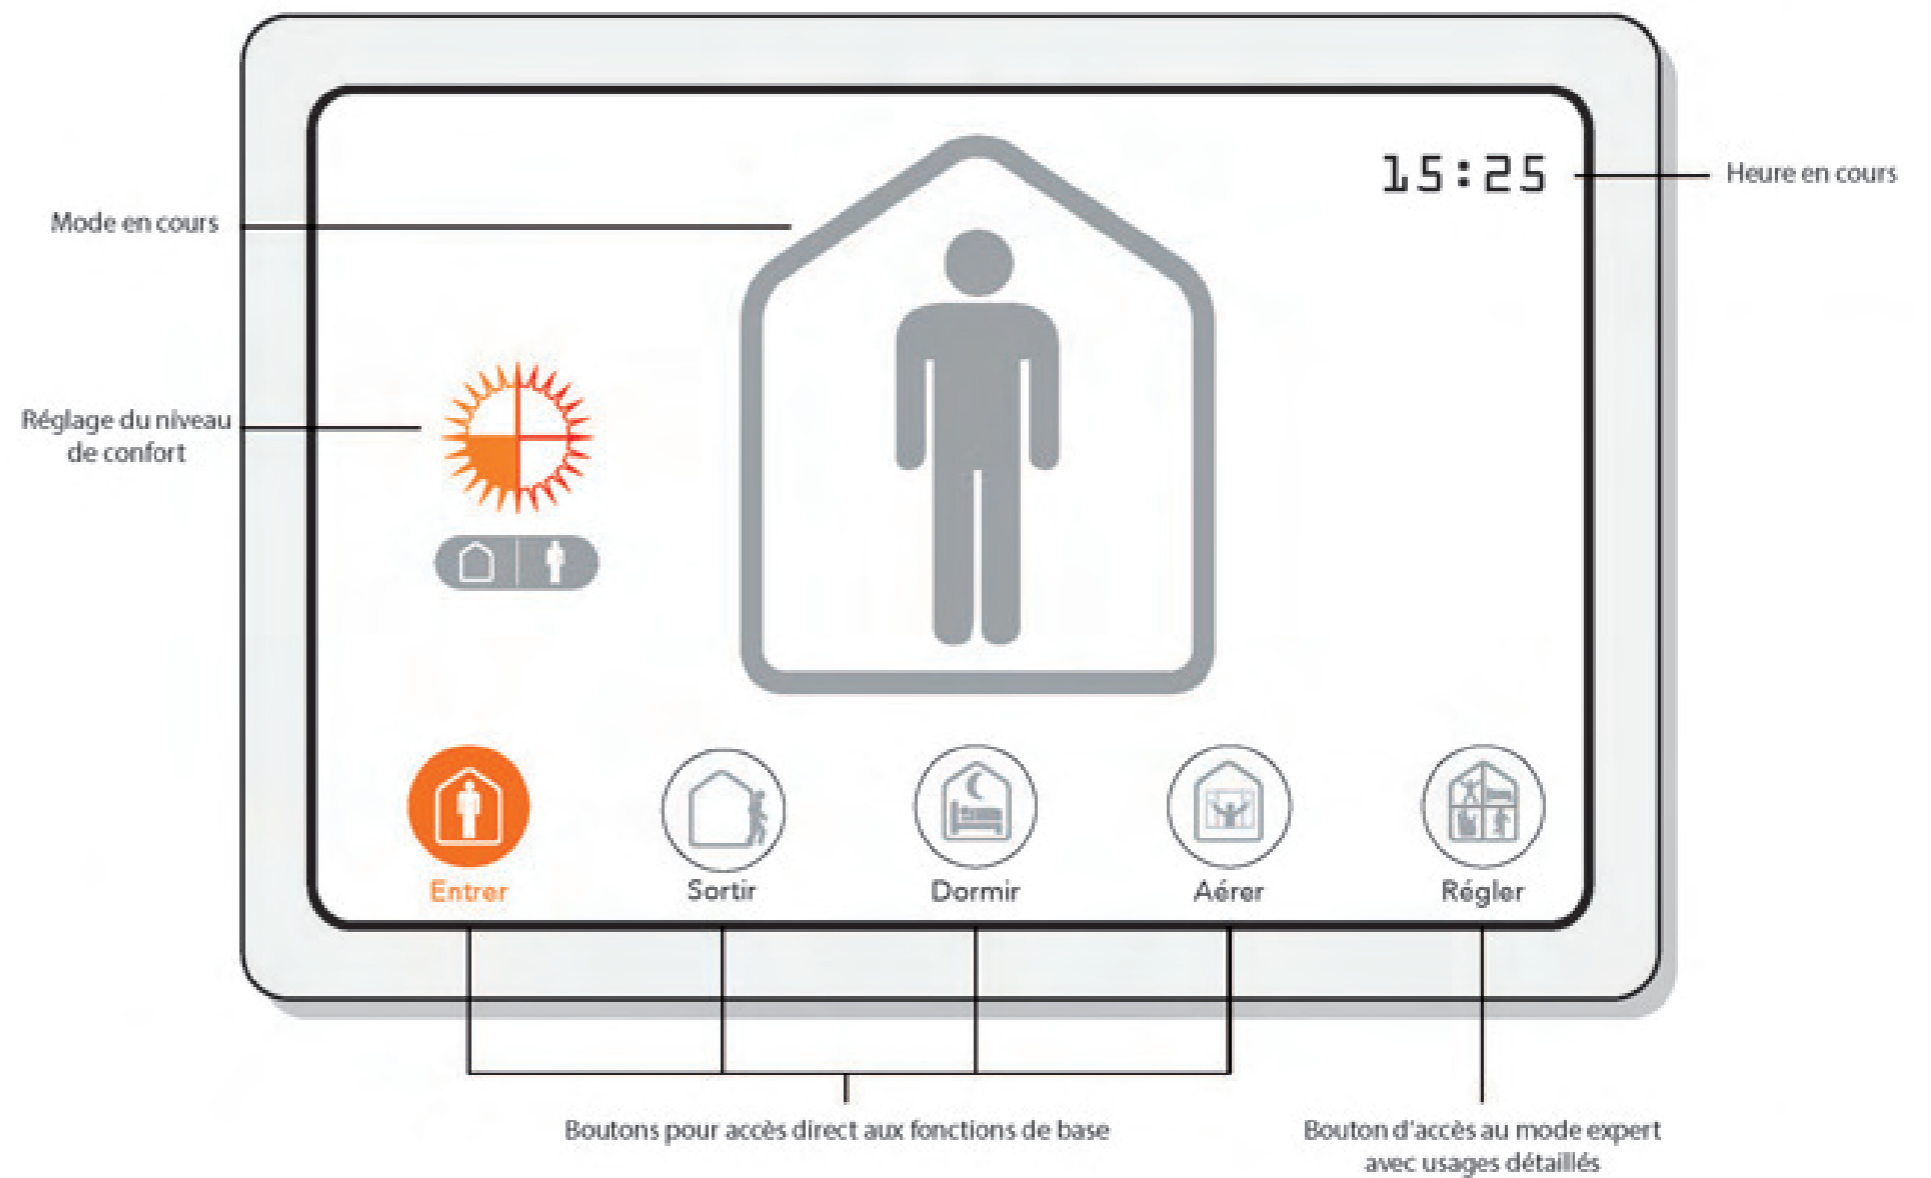 15:25
Heure en cours
Mode en cours
Réglage du niveau
de confort
Entrer
Sortir
Dormir
Aérer
Régler
Boutons pour accès direct aux fonctions de base
Bouton d'accès au mode expert
avec usages détaillés